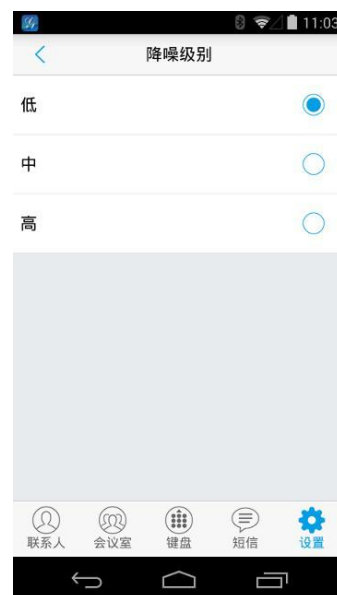 11:03
降噪级别
低
中
高
联系人 会议室 键盘 短信 设置